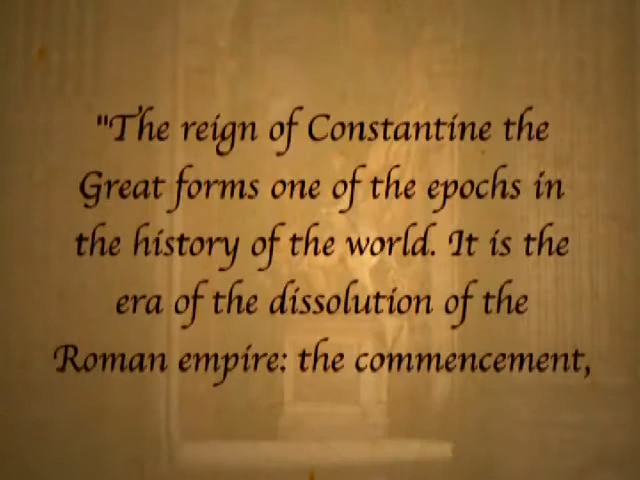 "The reign of Constantine the
Great forms one of the epochs in
the history of the world. It is the
era of the dissolution of the
Roman empire: the commencement,